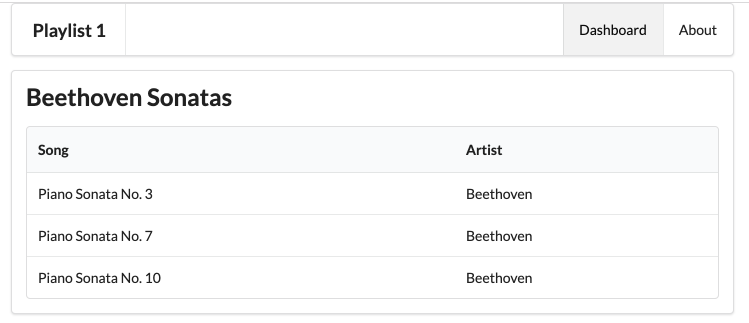 Playlist 1 Dashboard About
Beethoven Sonatas
Song Artist
Piano Sonata No. 3 Beethoven
Piano Sonata No. 7 Beethoven
Piano Sonata No. 10 Beethoven